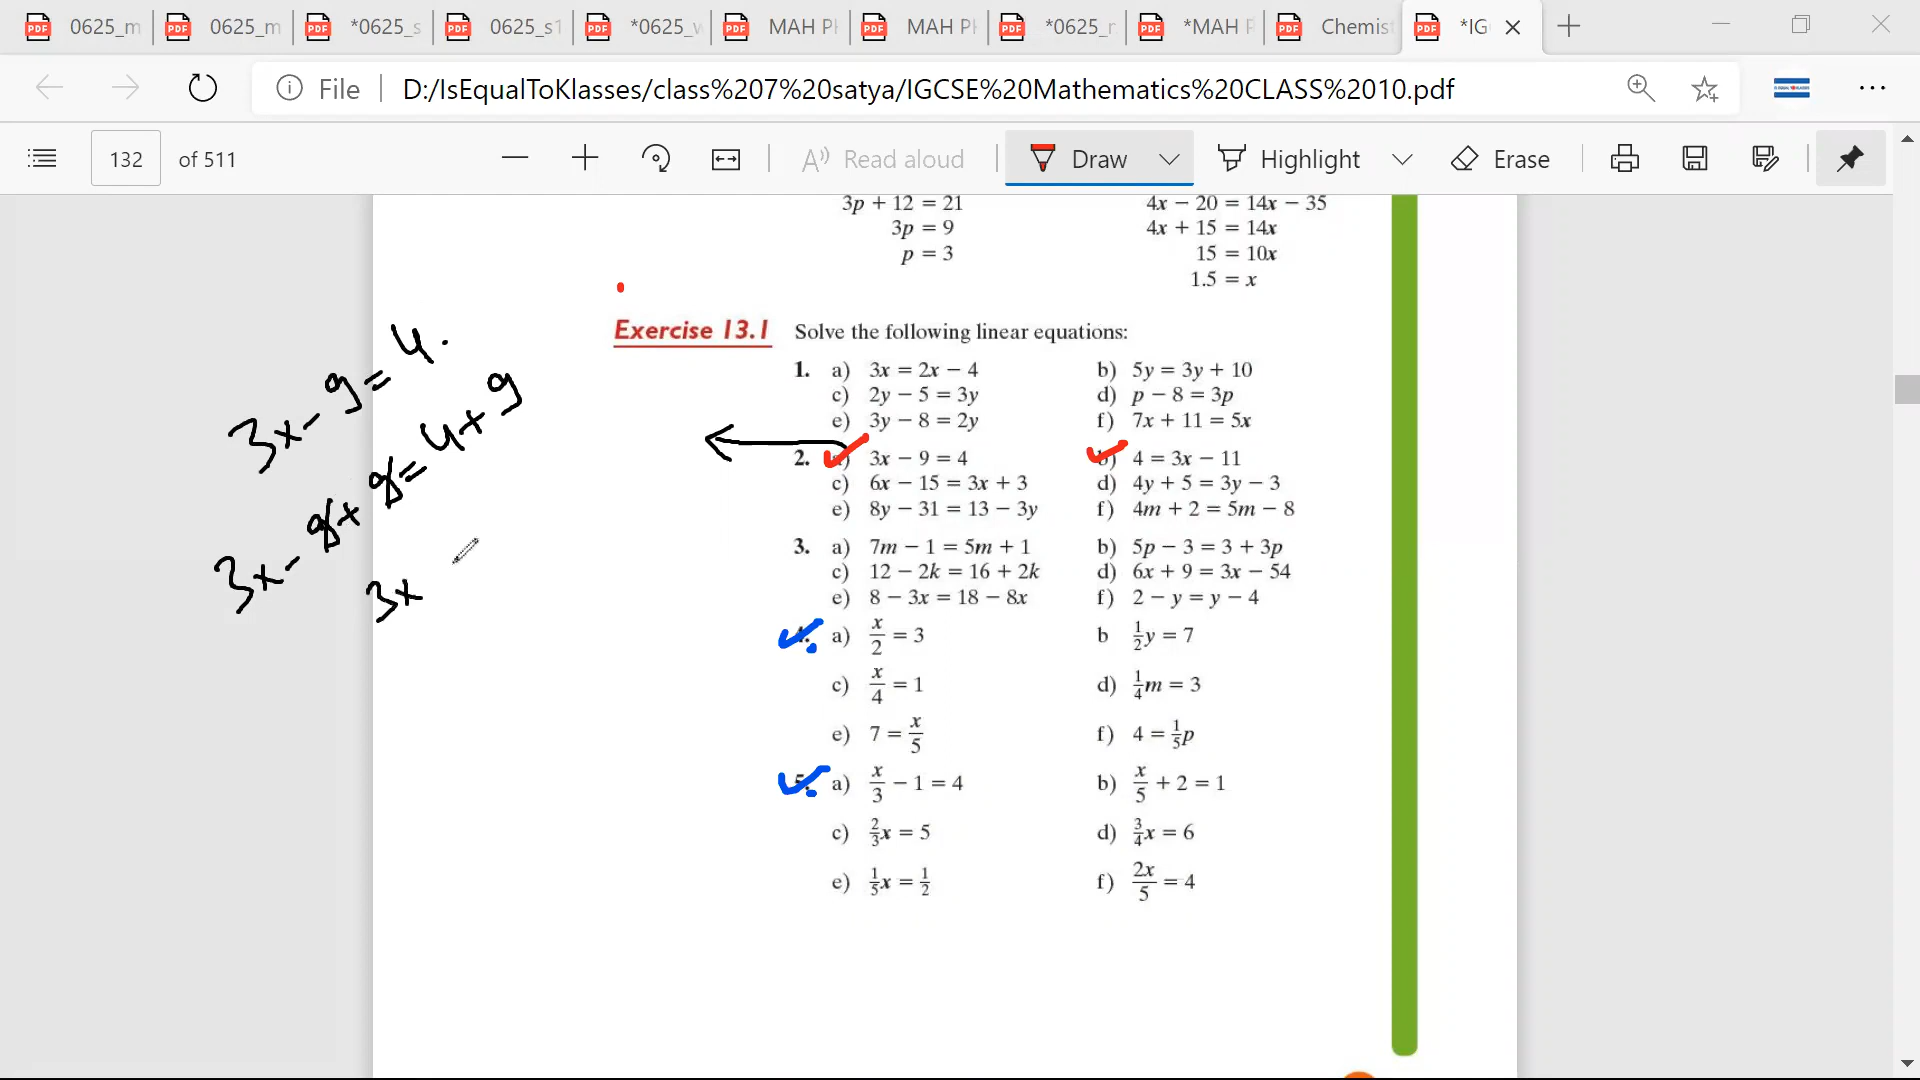 0625_m
0625_m
*0625_s
0625_s1
*0625_w
MAH P
MAH P
*0625_r
*MAH P
Chemist
*IG
File
D:/IsEqualToKlasses/class%207%20satya/IGCSE%20Mathematics%20CLASS%2010.pdf
132 of 511
Read aloud
Draw
Highlight
Erase
3p + 12 = 21
4x − 20 = 14x − 35
3p = 9
4x + 15 = 14x
p = 3
15 = 10x
1.5 = x
Exercise 13.1 Solve the following linear equations:
1. a) 3x = 2x − 4 b) 5y = 3y + 10
c) 2y − 5 = 3y d) p − 8 = 3p
e) 3y − 8 = 2y f) 7x + 11 = 5x
2. a) 3x − 9 = 4 b) 4 = 3x − 11
c) 6x − 15 = 3x + 3 d) 4y + 5 = 3y − 3
e) 8y − 31 = 13 − 3y f) 4m + 2 = 5m − 8
3. a) 7m − 1 = 5m + 1 b) 5p − 3 = 3 + 3p
c) 12 − 2k = 16 + 2k d) 6x + 9 = 3x − 54
e) 8 − 3x = 18 − 8x f) 2 − y = y − 4
a) x/2 = 3 b 1/2y = 7
c) x/4 = 1 d) 1/4m = 3
e) 7 = x/5 f) 4 = 1/5p
a) x/3 − 1 = 4 b) x/5 + 2 = 1
c) 2/3x = 5 d) 3/4x = 6
e) 1/5x = 1/2 f) 2x/5 = 4
3x - 9 = 4.
3x - 9 + 9 = 4 + 9
3x